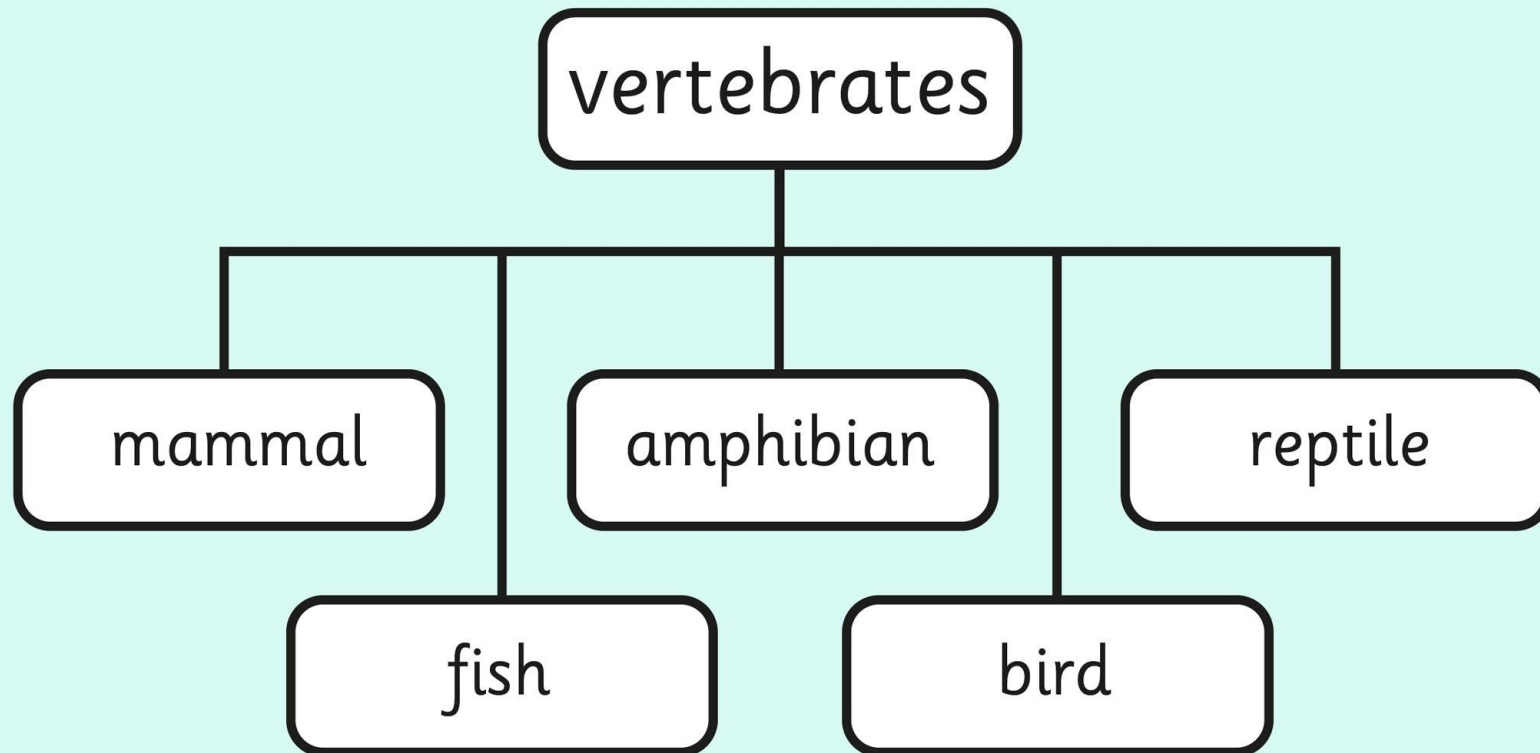 vertebrates
mammal
amphibian
reptile
fish
bird